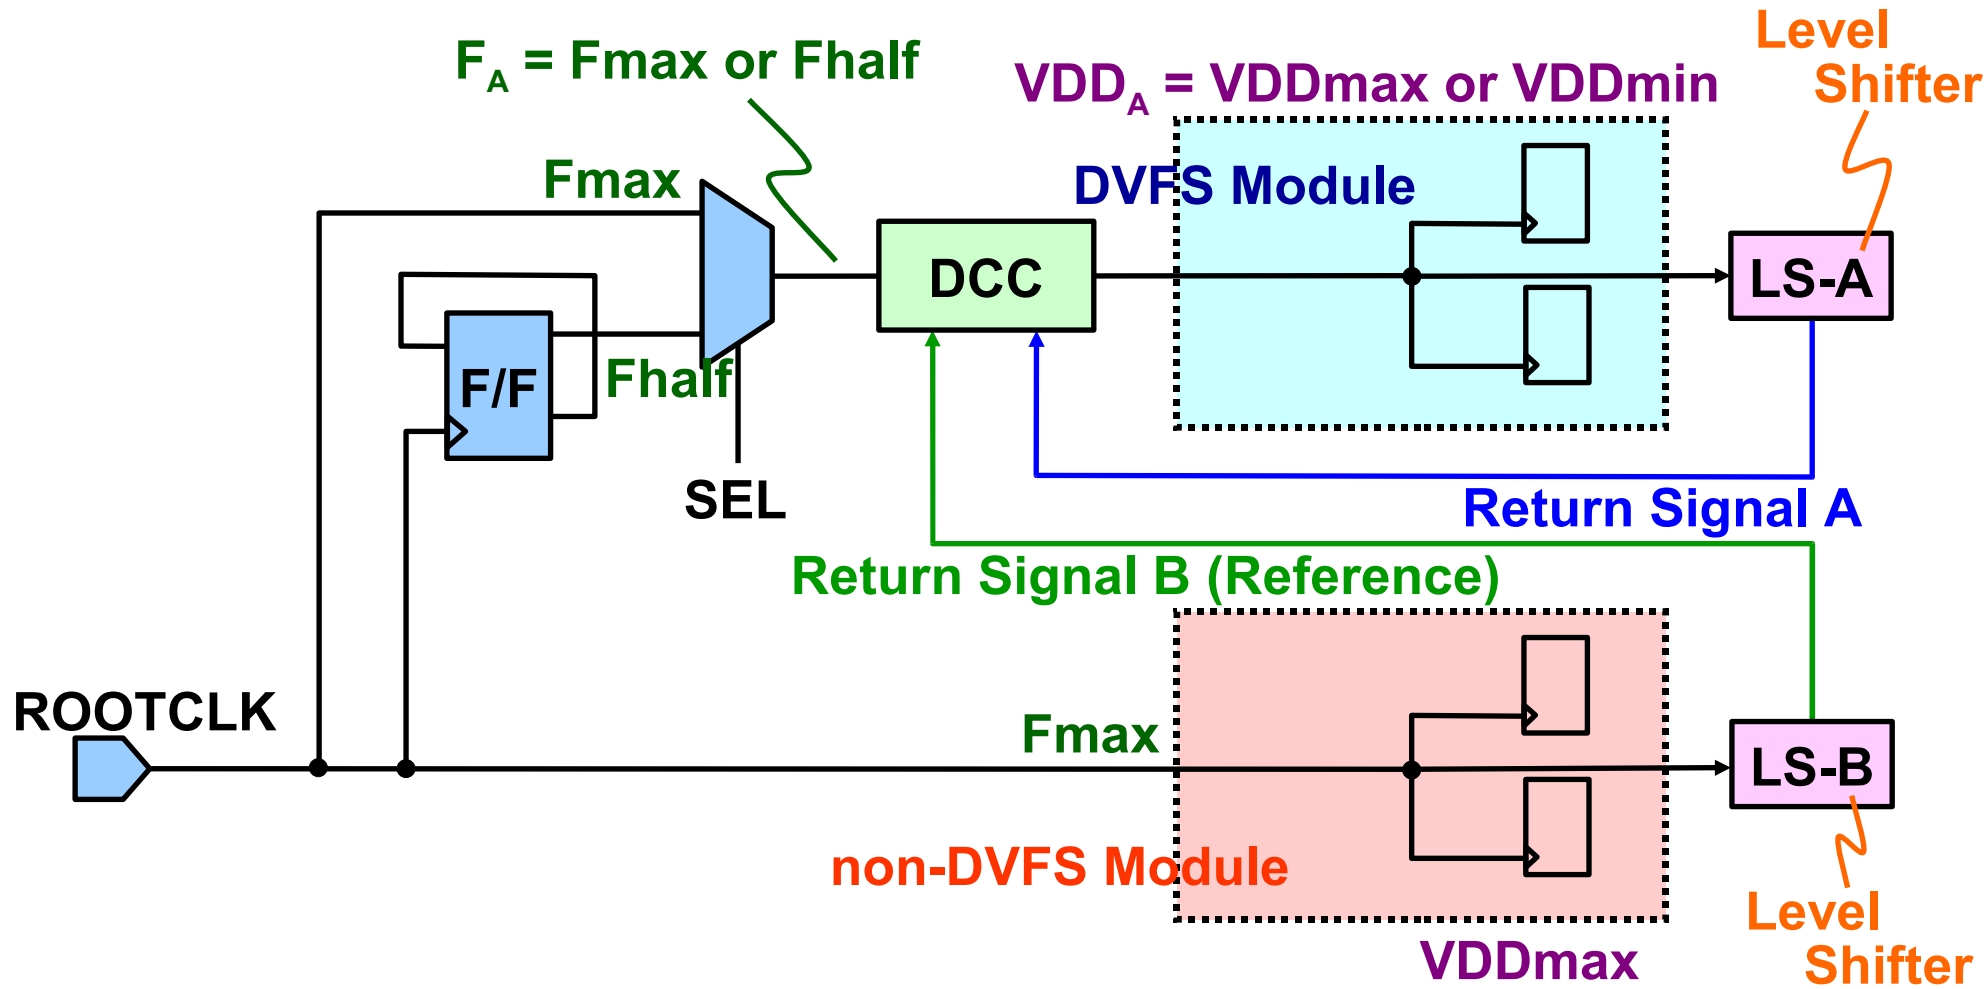 Level
Shifter
F_A = Fmax or Fhalf
VDD_A = VDDmax or VDDmin
Fmax
DVFS Module
DCC
LS-A
F/F
Fhalf
SEL
Return Signal A
Return Signal B (Reference)
ROOTCLK
Fmax
LS-B
non-DVFS Module
Level
Shifter
VDDmax